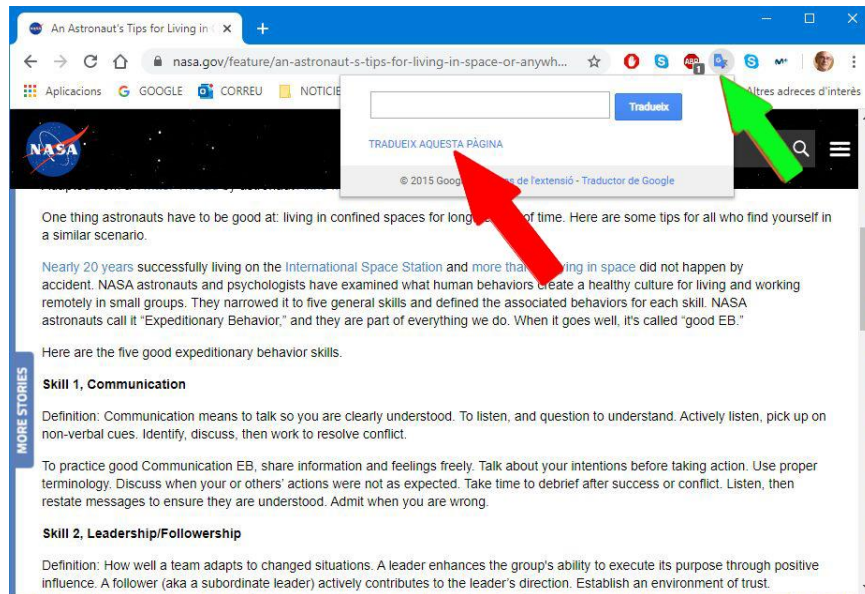 An Astronaut's Tips for Living in
nasa.gov/feature/an-astronaut-s-tips-for-living-in-space-or-anywh...
ABP
1
Aplicacions GOOGLE CORREU NOTICIE
Altres adreces d'interès
Tradueix
TRADUEIX AQUESTA PÀGINA
© 2015 Goog de l'extensió - Traductor de Google
NASA
One thing astronauts have to be good at: living in confined spaces for long of time. Here are some tips for all who find yourself in
a similar scenario.
Nearly 20 years successfully living on the International Space Station and more living in space did not happen by
accident. NASA astronauts and psychologists have examined what human behaviors create a healthy culture for living and working
remotely in small groups. They narrowed it to five general skills and defined the associated behaviors for each skill. NASA
astronauts call it “Expeditionary Behavior,” and they are part of everything we do. When it goes well, it's called “good EB.”
Here are the five good expeditionary behavior skills.
MORE STORIES
Skill 1, Communication
Definition: Communication means to talk so you are clearly understood. To listen, and question to understand. Actively listen, pick up on
non-verbal cues. Identify, discuss, then work to resolve conflict.
To practice good Communication EB, share information and feelings freely. Talk about your intentions before taking action. Use proper
terminology. Discuss when your or others’ actions were not as expected. Take time to debrief after success or conflict. Listen, then
restate messages to ensure they are understood. Admit when you are wrong.
Skill 2, Leadership/Followership
Definition: How well a team adapts to changed situations. A leader enhances the group's ability to execute its purpose through positive
influence. A follower (aka a subordinate leader) actively contributes to the leader’s direction. Establish an environment of trust.